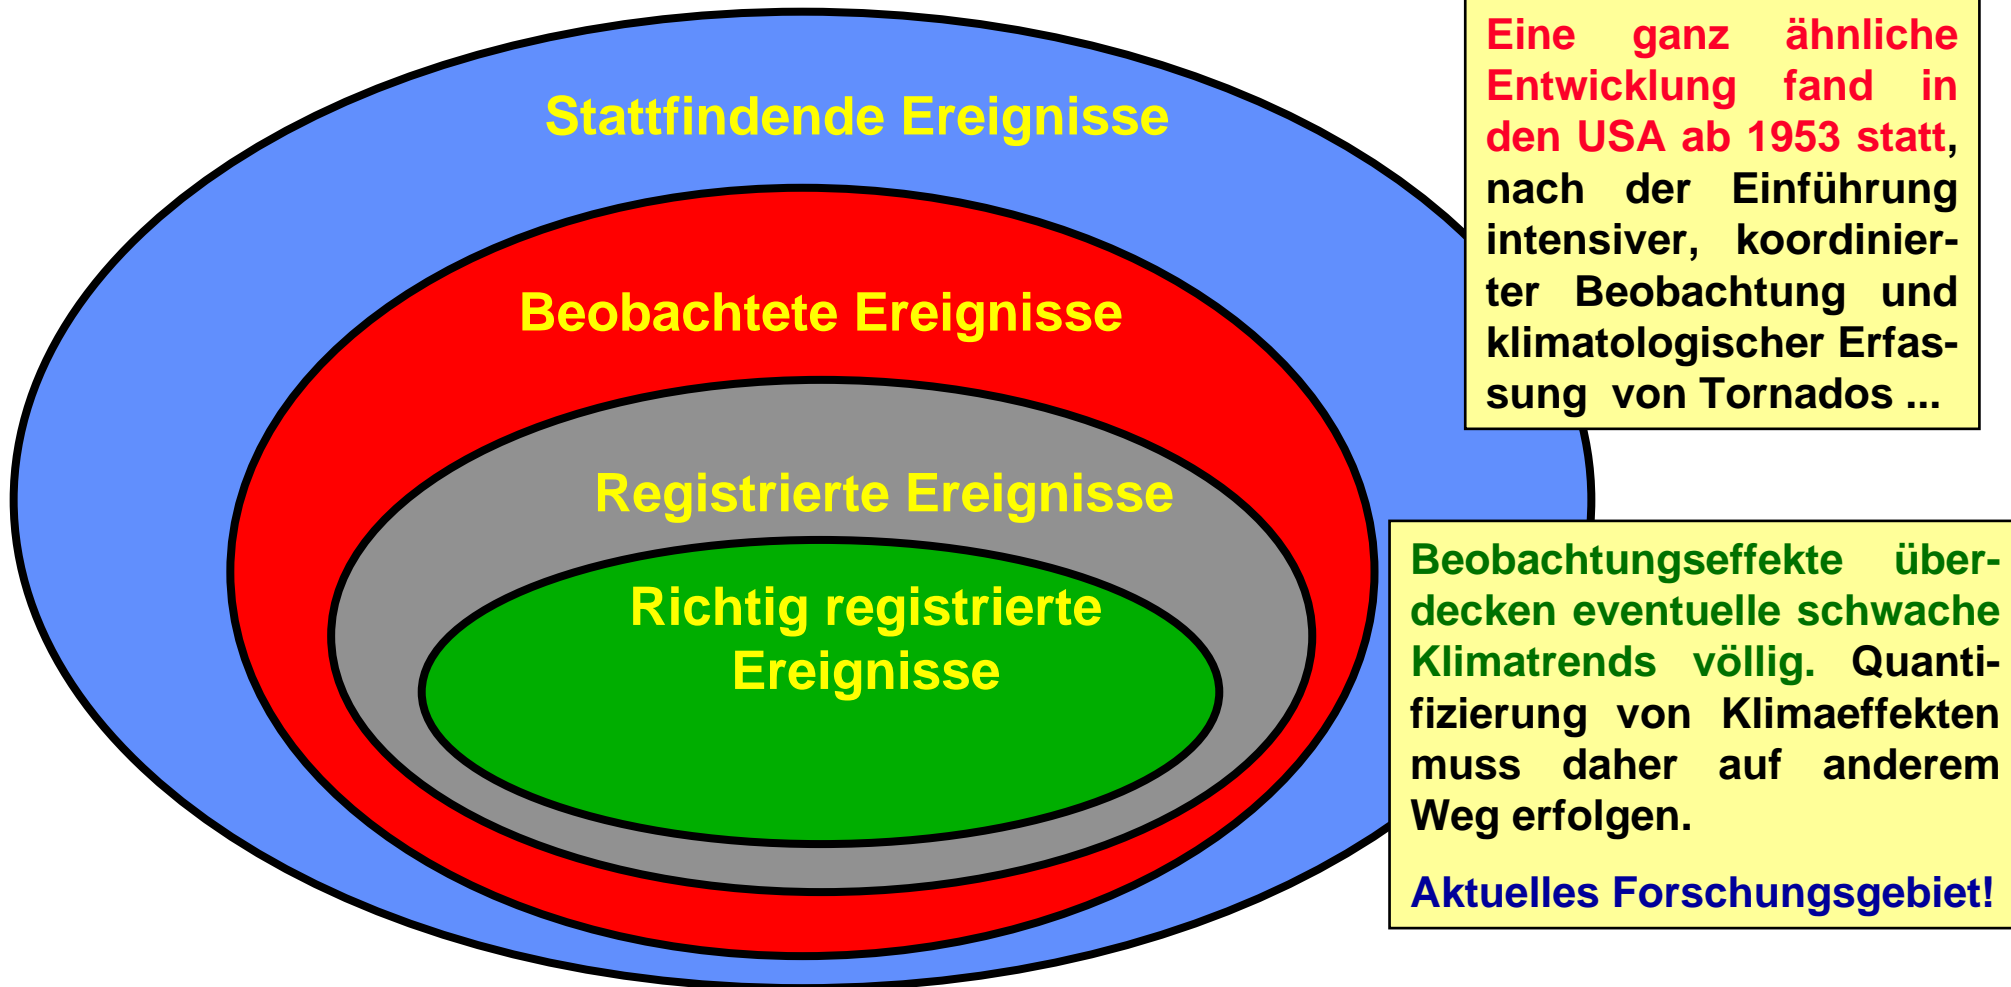 Stattfindende Ereignisse
Beobachtete Ereignisse
Registrierte Ereignisse
Richtig registrierte
Ereignisse
Eine ganz ähnliche
Entwicklung fand in
den USA ab 1953 statt,
nach der Einführung
intensiver, koordinier-
ter Beobachtung und
klimatologischer Erfas-
sung von Tornados ...
Beobachtungseffekte über-
decken eventuelle schwache
Klimatrends völlig. Quanti-
fizierung von Klimaeffekten
muss daher auf anderem
Weg erfolgen.
Aktuelles Forschungsgebiet!